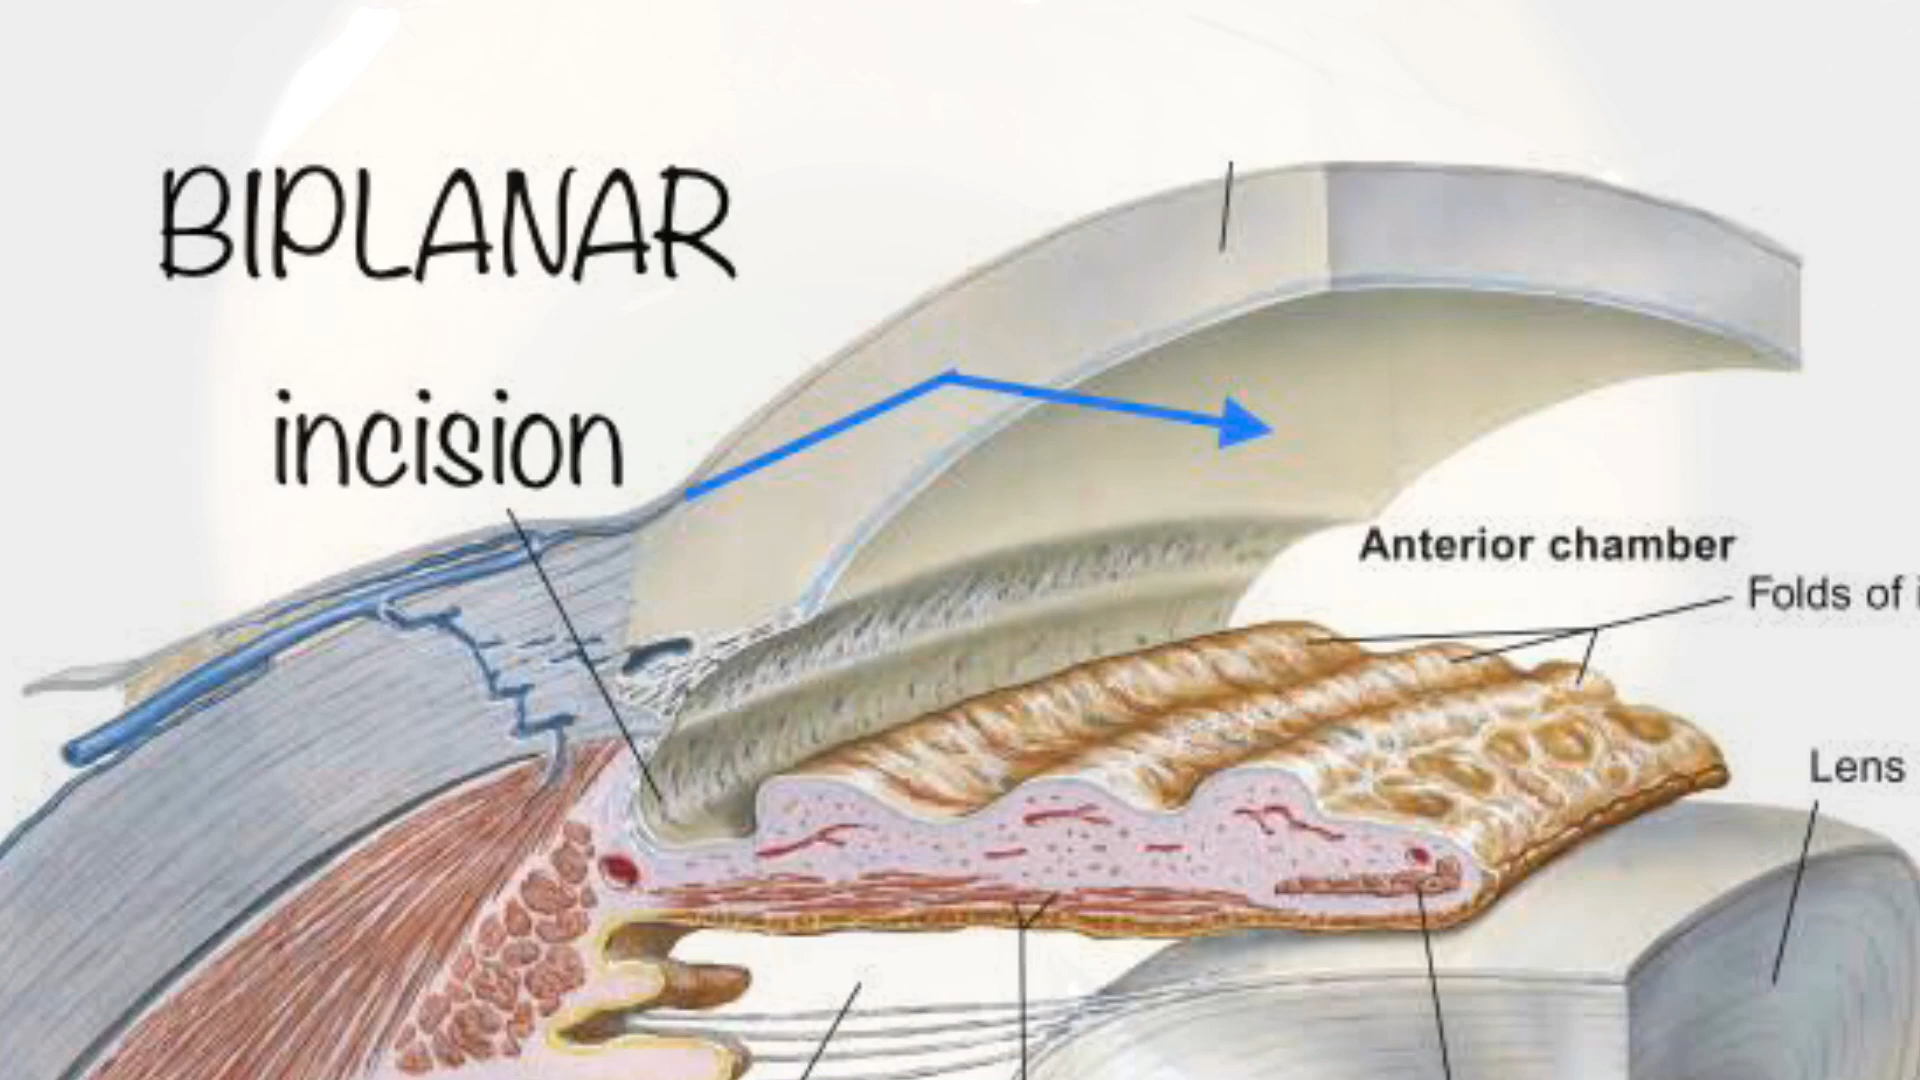 BIPLANAR
incision
Anterior chamber
Folds of
Lens